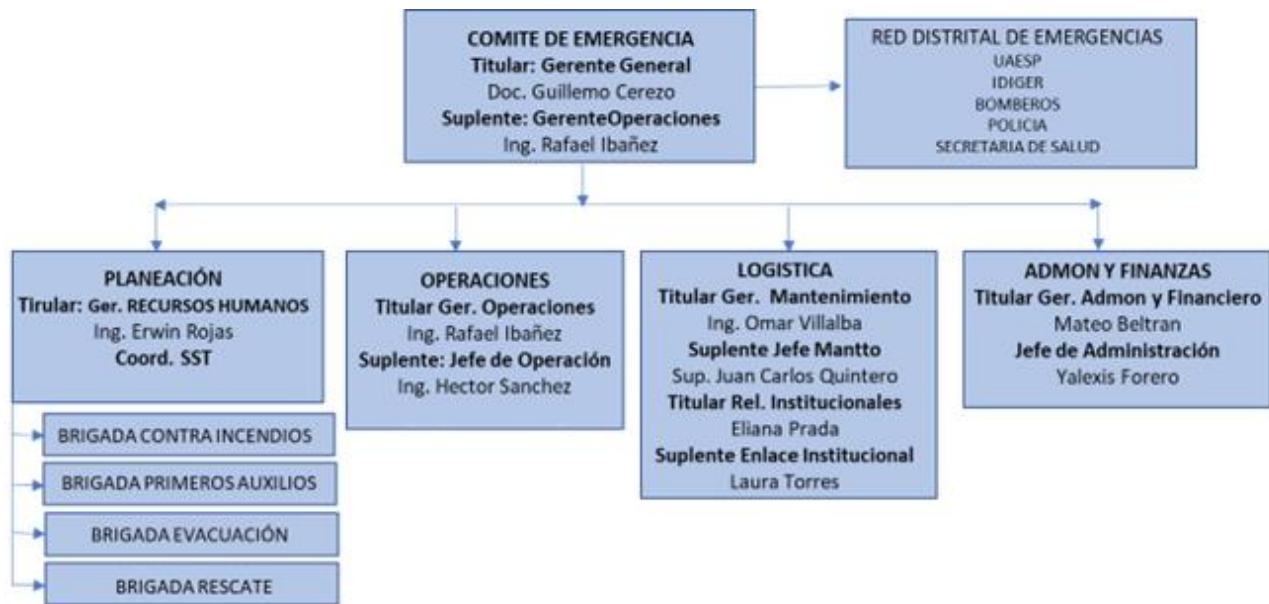 COMITE DE EMERGENCIA
Titular: Gerente General
Doc. Guillemo Cerezo
Suplente: GerenteOperaciones
Ing. Rafael Ibañez
RED DISTRITAL DE EMERGENCIAS
UAESP
IDIGER
BOMBEROS
POLICIA
SECRETARIA DE SALUD
PLANEACIÓN
Tirular: Ger. RECURSOS HUMANOS
Ing. Erwin Rojas
Coord. SST
BRIGADA CONTRA INCENDIOS
BRIGADA PRIMEROS AUXILIOS
BRIGADA EVACUACIÓN
BRIGADA RESCATE
OPERACIONES
Titular Ger. Operaciones
Ing. Rafael Ibañez
Suplente: Jefe de Operación
Ing. Hector Sanchez
LOGISTICA
Titular Ger. Mantenimiento
Ing. Omar Villalba
Suplente Jefe Mantto
Sup. Juan Carlos Quintero
Titular Rel. Institucionales
Eliana Prada
Suplente Enlace Institucional
Laura Torres
ADMON Y FINANZAS
Titular Ger. Admon y Financiero
Mateo Beltran
Jefe de Administración
Yalexis Forero